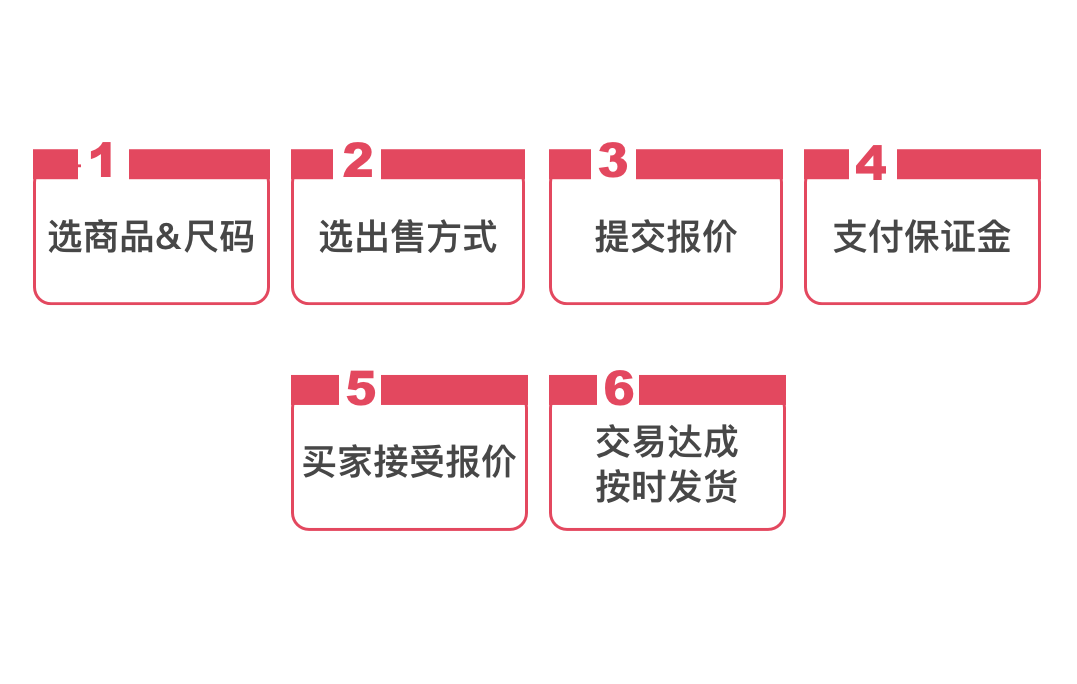 1
选商品&尺码
2
选出售方式
3
提交报价
4
支付保证金
5
买家接受报价
6
交易达成
按时发货